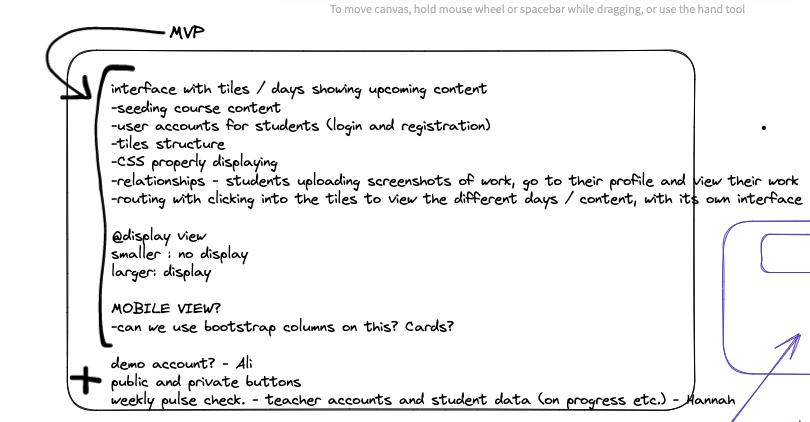 To move canvas, hold mouse wheel or spacebar while dragging, or use the hand tool
MVP
interface with tiles / days showing upcoming content
-seeding course content
-user accounts for students (login and registration)
-tiles structure
-CSS properly displaying
-relationships - students uploading screenshots of work, go to their profile and view their work
-routing with clicking into the tiles to view the different days / content, with its own interface
@display view
smaller : no display
larger: display
MOBILE VIEW?
-can we use bootstrap columns on this? Cards?
demo account? - Ali
public and private buttons
weekly pulse check. - teacher accounts and student data (on progress etc.) - Hannah